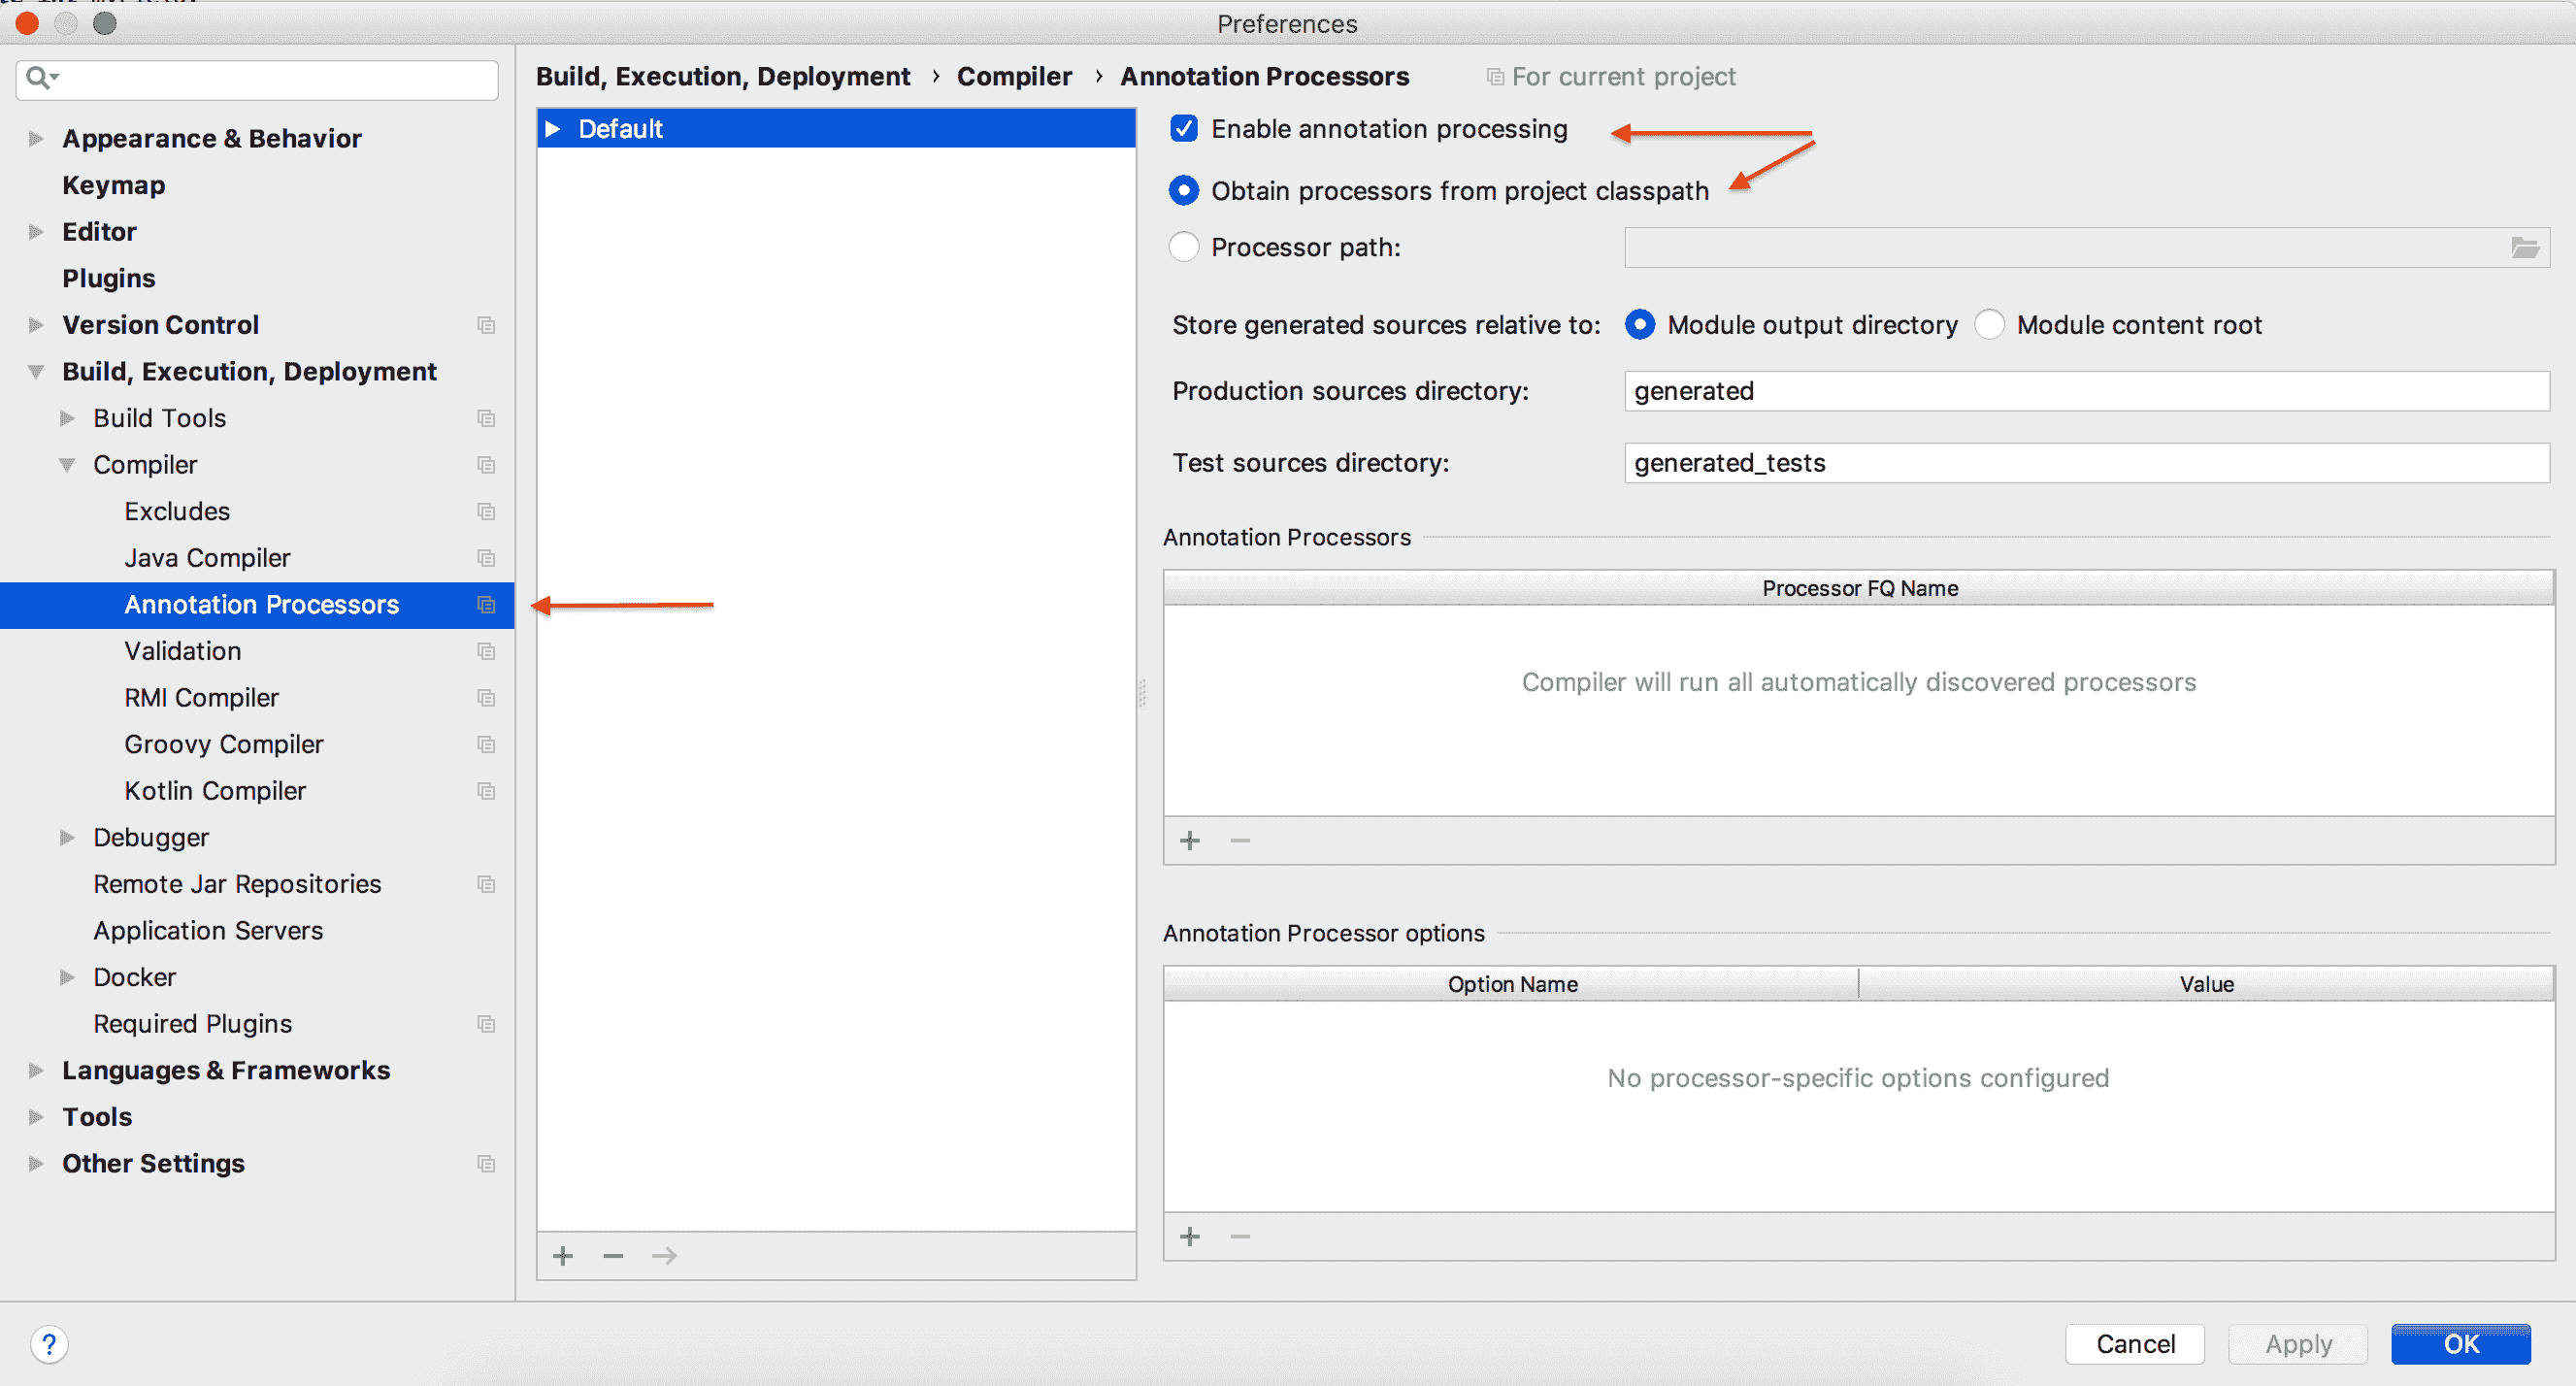 Preferences
Appearance & Behavior
Keymap
Editor
Plugins
Version Control
Build, Execution, Deployment
Build Tools
Compiler
Excludes
Java Compiler
Annotation Processors
Validation
RMI Compiler
Groovy Compiler
Kotlin Compiler
Debugger
Remote Jar Repositories
Application Servers
Docker
Required Plugins
Languages & Frameworks
Tools
Other Settings
Build, Execution, Deployment › Compiler › Annotation Processors For current project
Default
Enable annotation processing
Obtain processors from project classpath
Processor path:
Store generated sources relative to: Module output directory Module content root
Production sources directory: generated
Test sources directory: generated_tests
Annotation Processors
Processor FQ Name
Compiler will run all automatically discovered processors
Annotation Processor options
Option Name Value
No processor-specific options configured
? Cancel Apply OK